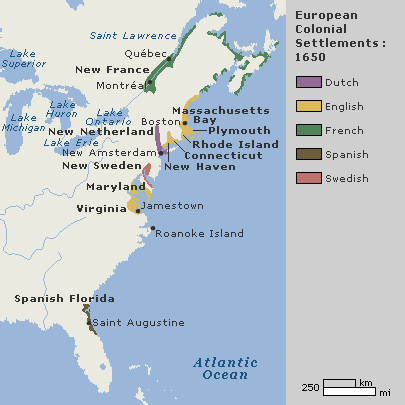 European
Colonial
Settlements :
1650
Dutch
English
French
Spanish
Swedish
250
km
mi
Saint Lawrence
Québec
Lake
Superior
New France
Montréal
Lake
Huron
Lake
Michigan
Lake
Ontario
Lake Erie
Massachusetts
Bay
Boston
Plymouth
New Netherland
Rhode Island
New Amsterdam
Connecticut
New Sweden
New Haven
Maryland
Virginia
Jamestown
Roanoke Island
Spanish Florida
Saint Augustine
Atlantic
Ocean